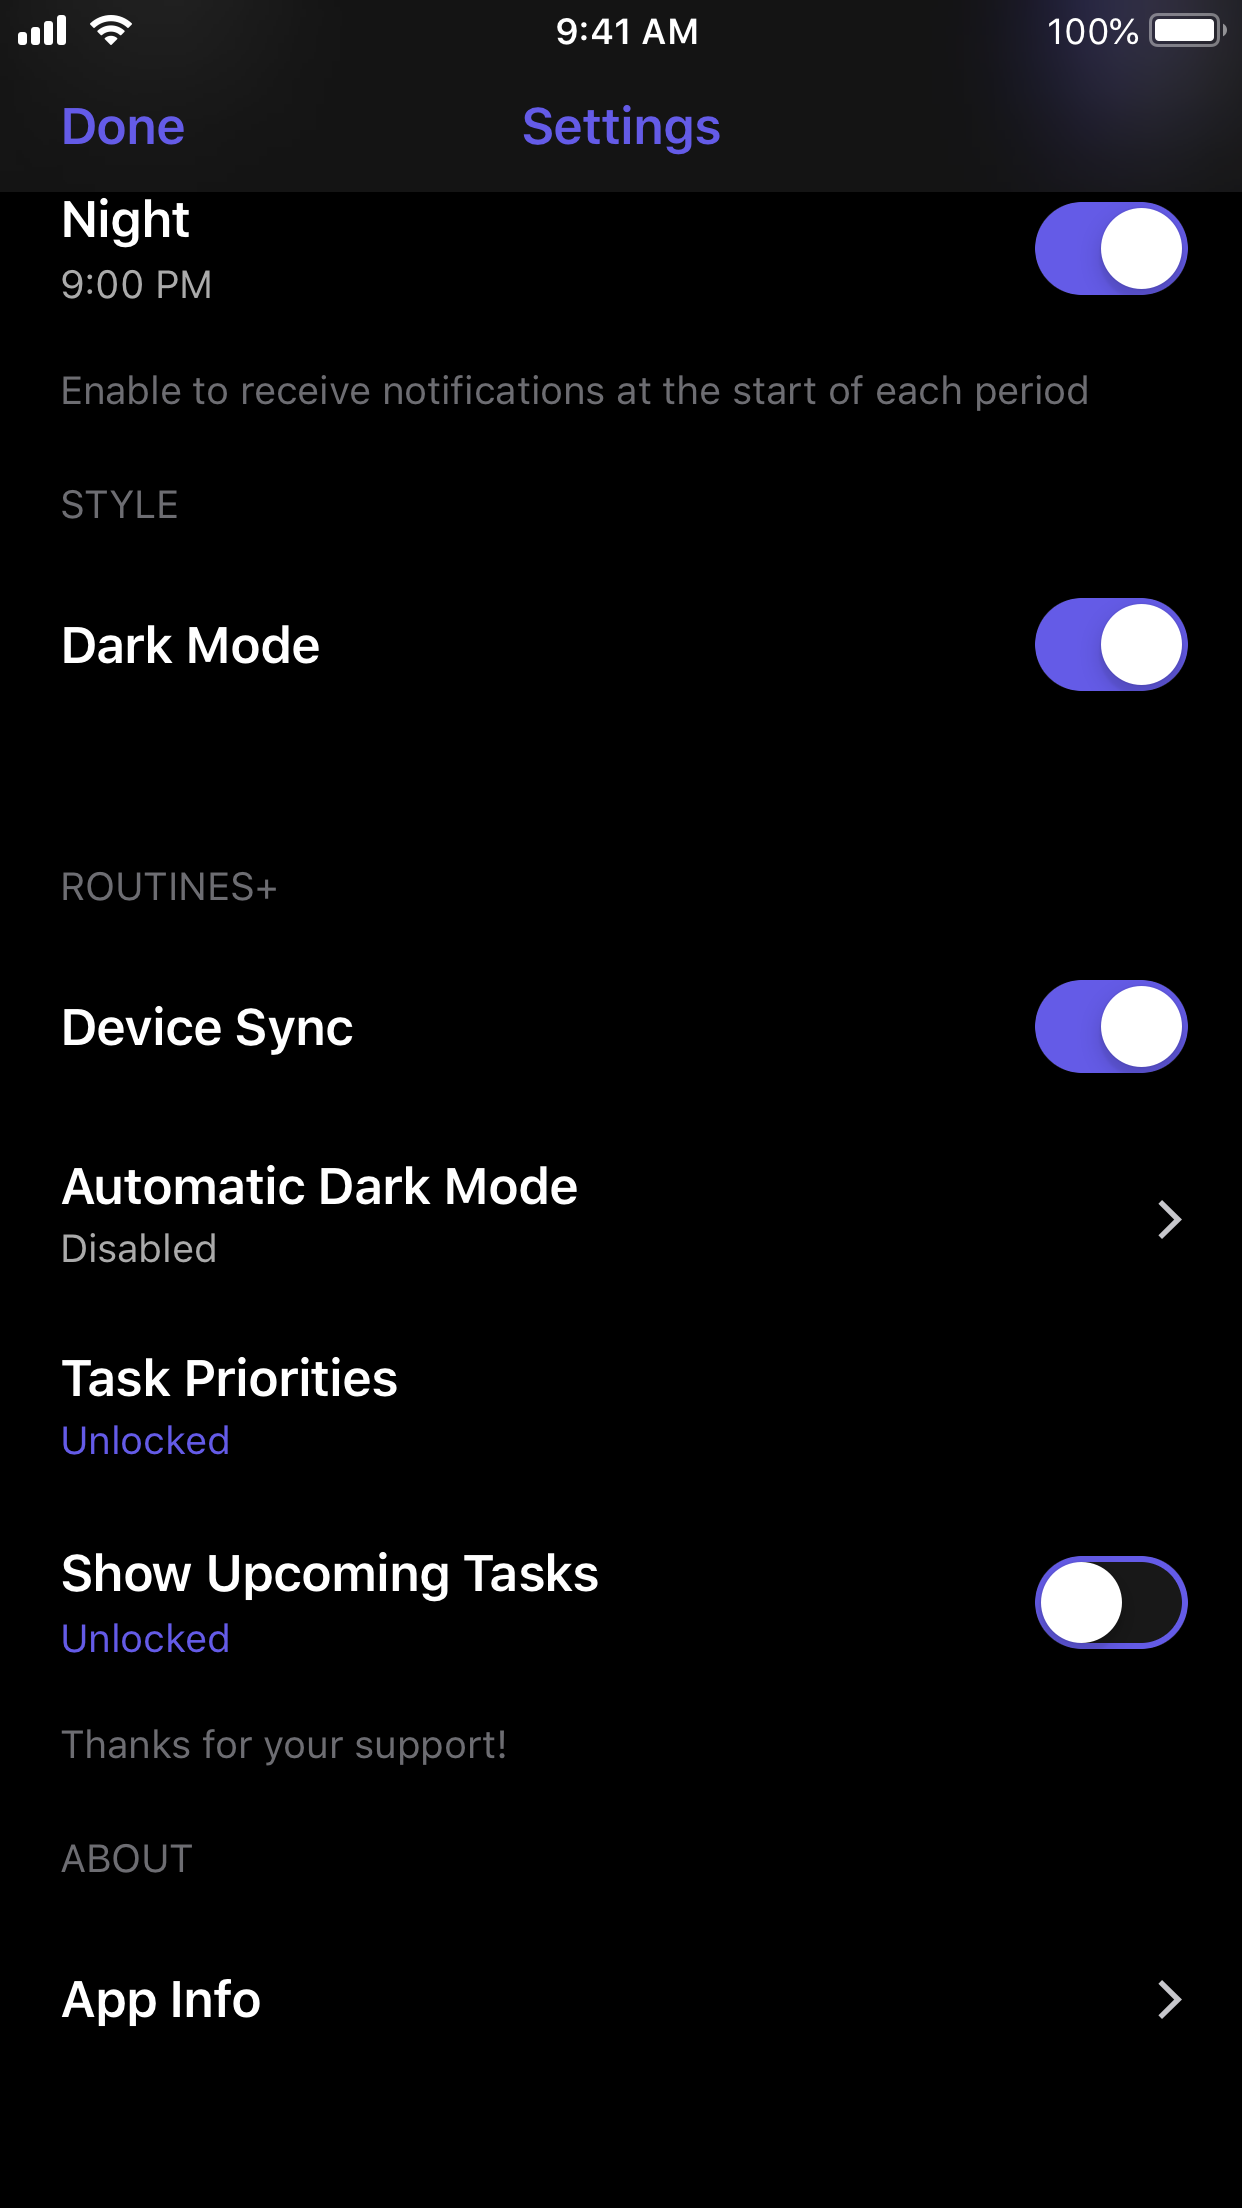 9:41 AM
100%
Done
Settings
Night
9:00 PM
Enable to receive notifications at the start of each period
STYLE
Dark Mode
ROUTINES+
Device Sync
Automatic Dark Mode
Disabled
Task Priorities
Unlocked
Show Upcoming Tasks
Unlocked
Thanks for your support!
ABOUT
App Info